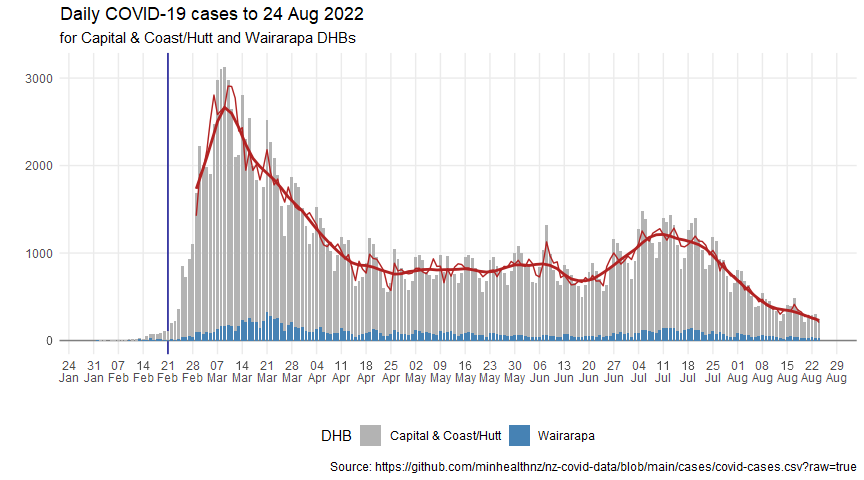 Daily COVID-19 cases to 24 Aug 2022
for Capital & Coast/Hutt and Wairarapa DHBs
3000
2000
1000
0
24 31 07 14 21 28 07 14 21 28 04 11 18 25 02 09 16 23 30 06 13 20 27 04 11 18 25 01 08 15 22 29
Jan Jan Feb Feb Feb Feb Mar Mar Mar Mar Apr Apr Apr Apr May May May May May Jun Jun Jun Jun Jul Jul Jul Jul Aug Aug Aug Aug Aug
DHB Capital & Coast/Hutt Wairarapa
Source: https://github.com/minhealthnz/nz-covid-data/blob/main/cases/covid-cases.csv?raw=true